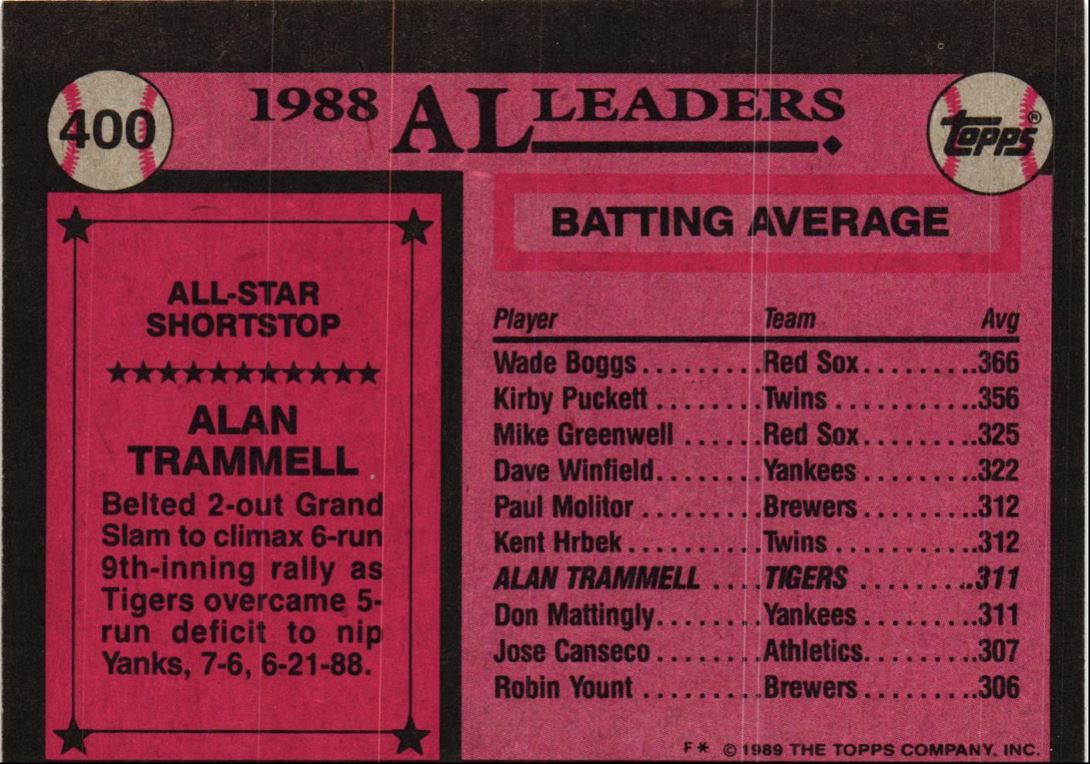 400
1988 AL LEADERS
topps®
ALL-STAR
SHORTSTOP
ALAN
TRAMMELL
Belted 2-out Grand
Slam to climax 6-run
9th-inning rally as
Tigers overcame 5-
run deficit to nip
Yanks, 7-6, 6-21-88.
BATTING AVERAGE
Player Team Avg
Wade Boggs.........Red Sox.........366
Kirby Puckett........Twins ...........356
Mike Greenwell ......Red Sox.........325
Dave Winfield........Yankees .........322
Paul Molitor .........Brewers.........312
Kent Hrbek..........Twins ...........312
ALAN TRAMMELL ....TIGERS .........311
Don Mattingly........Yankees .........311
Jose Canseco........Athletics.........307
Robin Yount .........Brewers.........306
F* © 1989 THE TOPPS COMPANY, INC.